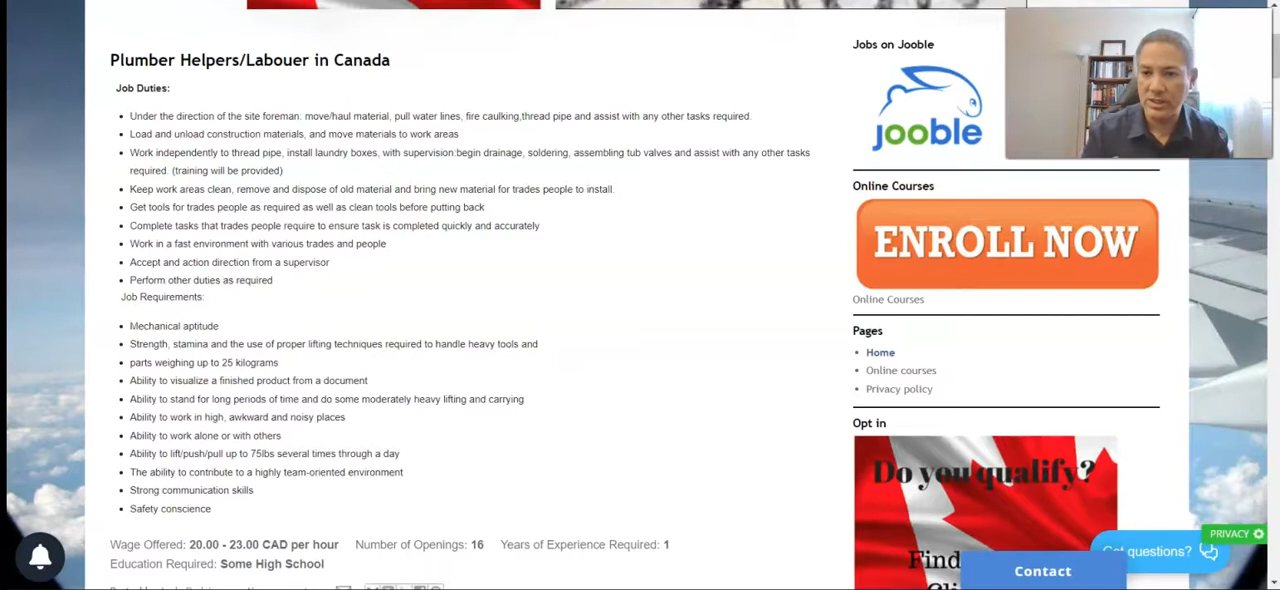 Plumber Helpers/Labouer in Canada
Job Duties:
Under the direction of the site foreman: move/haul material, pull water lines, fire caulking,thread pipe and assist with any other tasks required.
Load and unload construction materials, and move materials to work areas
Work independently to thread pipe, install laundry boxes, with supervision:begin drainage, soldering, assembling tub valves and assist with any other tasks
required. (training will be provided)
Keep work areas clean, remove and dispose of old material and bring new material for trades people to install.
Get tools for trades people as required as well as clean tools before putting back
Complete tasks that trades people require to ensure task is completed quickly and accurately
Work in a fast environment with various trades and people
Accept and action direction from a supervisor
Perform other duties as required
Job Requirements:
Mechanical aptitude
Strength, stamina and the use of proper lifting techniques required to handle heavy tools and
parts weighing up to 25 kilograms
Ability to visualize a finished product from a document
Ability to stand for long periods of time and do some moderately heavy lifting and carrying
Ability to work in high, awkward and noisy places
Ability to work alone or with others
Ability to lift/push/pull up to 75lbs several times through a day
The ability to contribute to a highly team-oriented environment
Strong communication skills
Safety conscience
Wage Offered: 20.00 - 23.00 CAD per hour Number of Openings: 16 Years of Experience Required: 1
Education Required: Some High School
Jobs on Jooble
jooble
Online Courses
ENROLL NOW
Online Courses
Pages
Home
Online courses
Privacy policy
Opt in
Do you qualify?
Find
PRIVACY
Got questions?
Contact